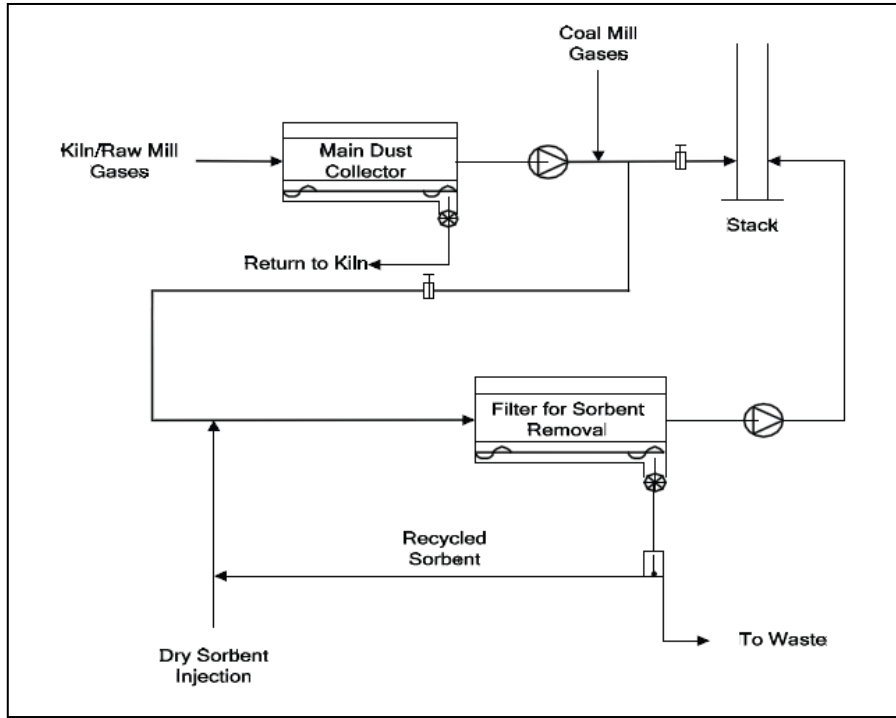 Coal Mill
Gases
Kiln/Raw Mill
Gases
Main Dust
Collector
Stack
Return to Kiln
Filter for Sorbent
Removal
Recycled
Sorbent
To Waste
Dry Sorbent
Injection